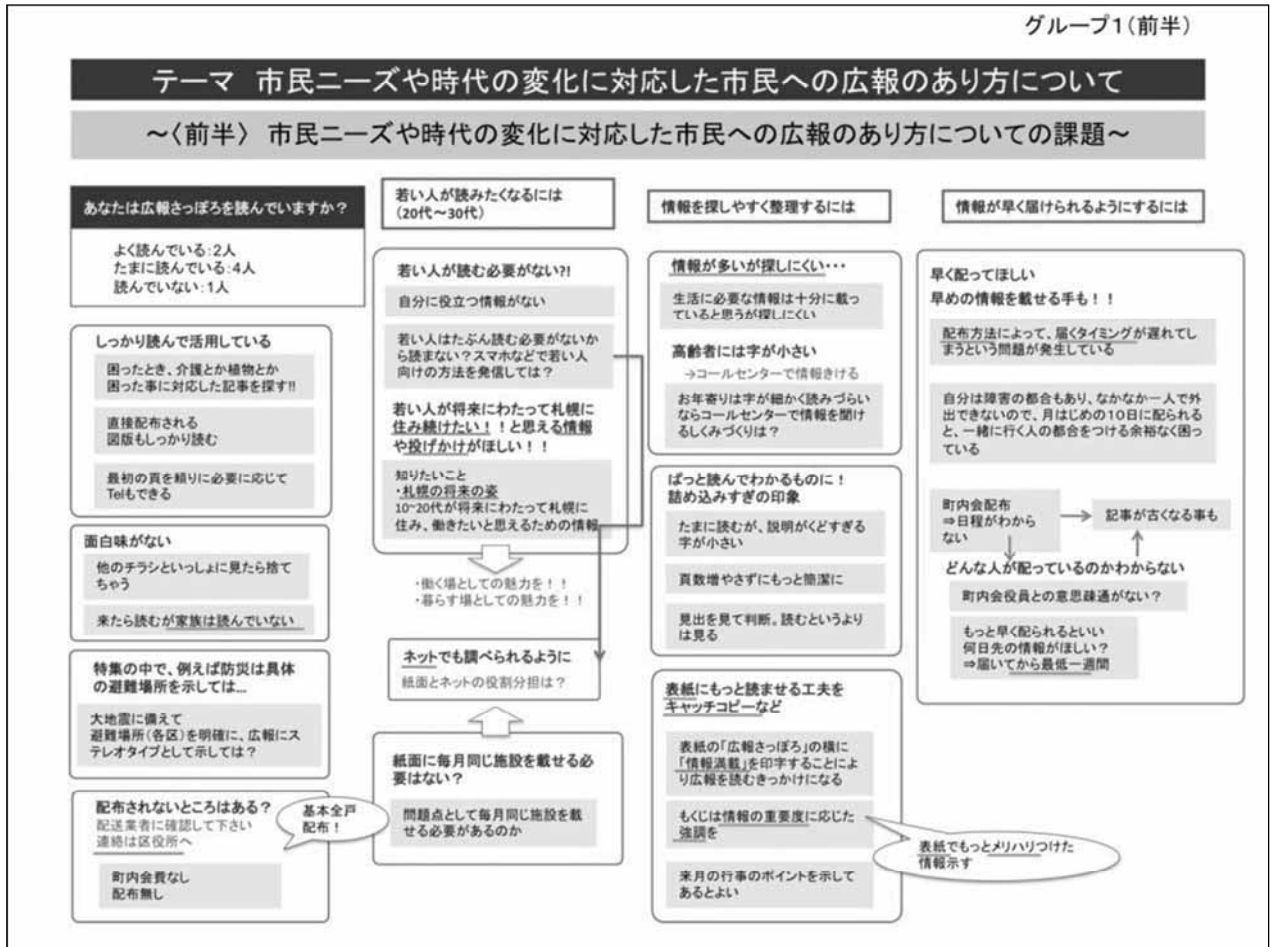 グループ1(前半)
テーマ 市民ニーズや時代の変化に対応した市民への広報のあり方について
～〈前半〉 市民ニーズや時代の変化に対応した市民への広報のあり方についての課題～
あなたは広報さっぽろを読んでいますか？
よく読んでいる:2人
たまに読んでいる:4人
読んでいない:1人
しっかり読んで活用している
困ったとき、介護とか植物とか
困った事に対応した記事を探す!!
直接配布される
図版もしっかり読む
最初の頁を頼りに必要に応じて
Telもできる
面白味がない
他のチラシといっしょに見たら捨て
ちゃう
来たら読むが家族は読んでいない
特集の中で、例えば防災は具体
の避難場所を示しては...
大地震に備えて
避難場所(各区)を明確に、広報にス
テレオタイプとして示しては？
配布されないところはある？
配送業者に確認して下さい
連絡は区役所へ
町内会費なし
配布無し
基本全戸
配布！
若い人が読みたくなるには
(20代～30代)
若い人が読む必要がない?!
自分に役立つ情報がない
若い人はたぶん読む必要がないか
ら読まない？スマホなどで若い人
向けの方法を発信しては？
若い人が将来にわたって札幌に
住み続けたい！！と思える情報
や投げかけがほしい！！
知りたいこと
・札幌の将来の姿
10~20代が将来にわたって札幌に
住み、働きたいと思えるための情報
・働く場としての魅力を！！
・暮らす場としての魅力を！！
ネットでも調べられるように
紙面とネットの役割分担は？
紙面に毎月同じ施設を載せる必
要はない？
問題点として毎月同じ施設を載
せる必要があるのか
情報を探しやすく整理するには
情報が多いが探しにくい・・・
生活に必要な情報は十分に載っ
ていると思うが探しにくい
高齢者には字が小さい
→コールセンターで情報きける
お年寄りは字が細かく読みづらい
ならコールセンターで情報を聞け
るしくみづくりは？
ぱっと読んでわかるものに！
詰め込みすぎの印象
たまに読むが、説明がくどすぎる
字が小さい
頁数増やさずにもっと簡潔に
見出を見て判断。読むというより
は見る
表紙にもっと読ませる工夫を
キャッチコピーなど
表紙の「広報さっぽろ」の横に
「情報満載」を印字することによ
り広報を読むきっかけになる
もくじは情報の重要度に応じた
強調を
来月の行事のポイントを示して
あるとよい
表紙でもっとメリハリつけた
情報示す
情報が早く届けられるようにするには
早く配ってほしい
早めの情報を載せる手も！！
配布方法によって、届くタイミングが遅れてし
まうという問題が発生している
自分は障害の都合もあり、なかなか一人で外
出できないので、月はじめの10日に配られる
と、一緒に行く人の都合をつける余裕なく困っ
ている
町内会配布
⇒日程がわから
ない
記事が古くなる事も
どんな人が配っているのかわからない
町内会役員との意思疎通がない？
もっと早く配られるといい
何日先の情報がほしい？
⇒届いてから最低一週間